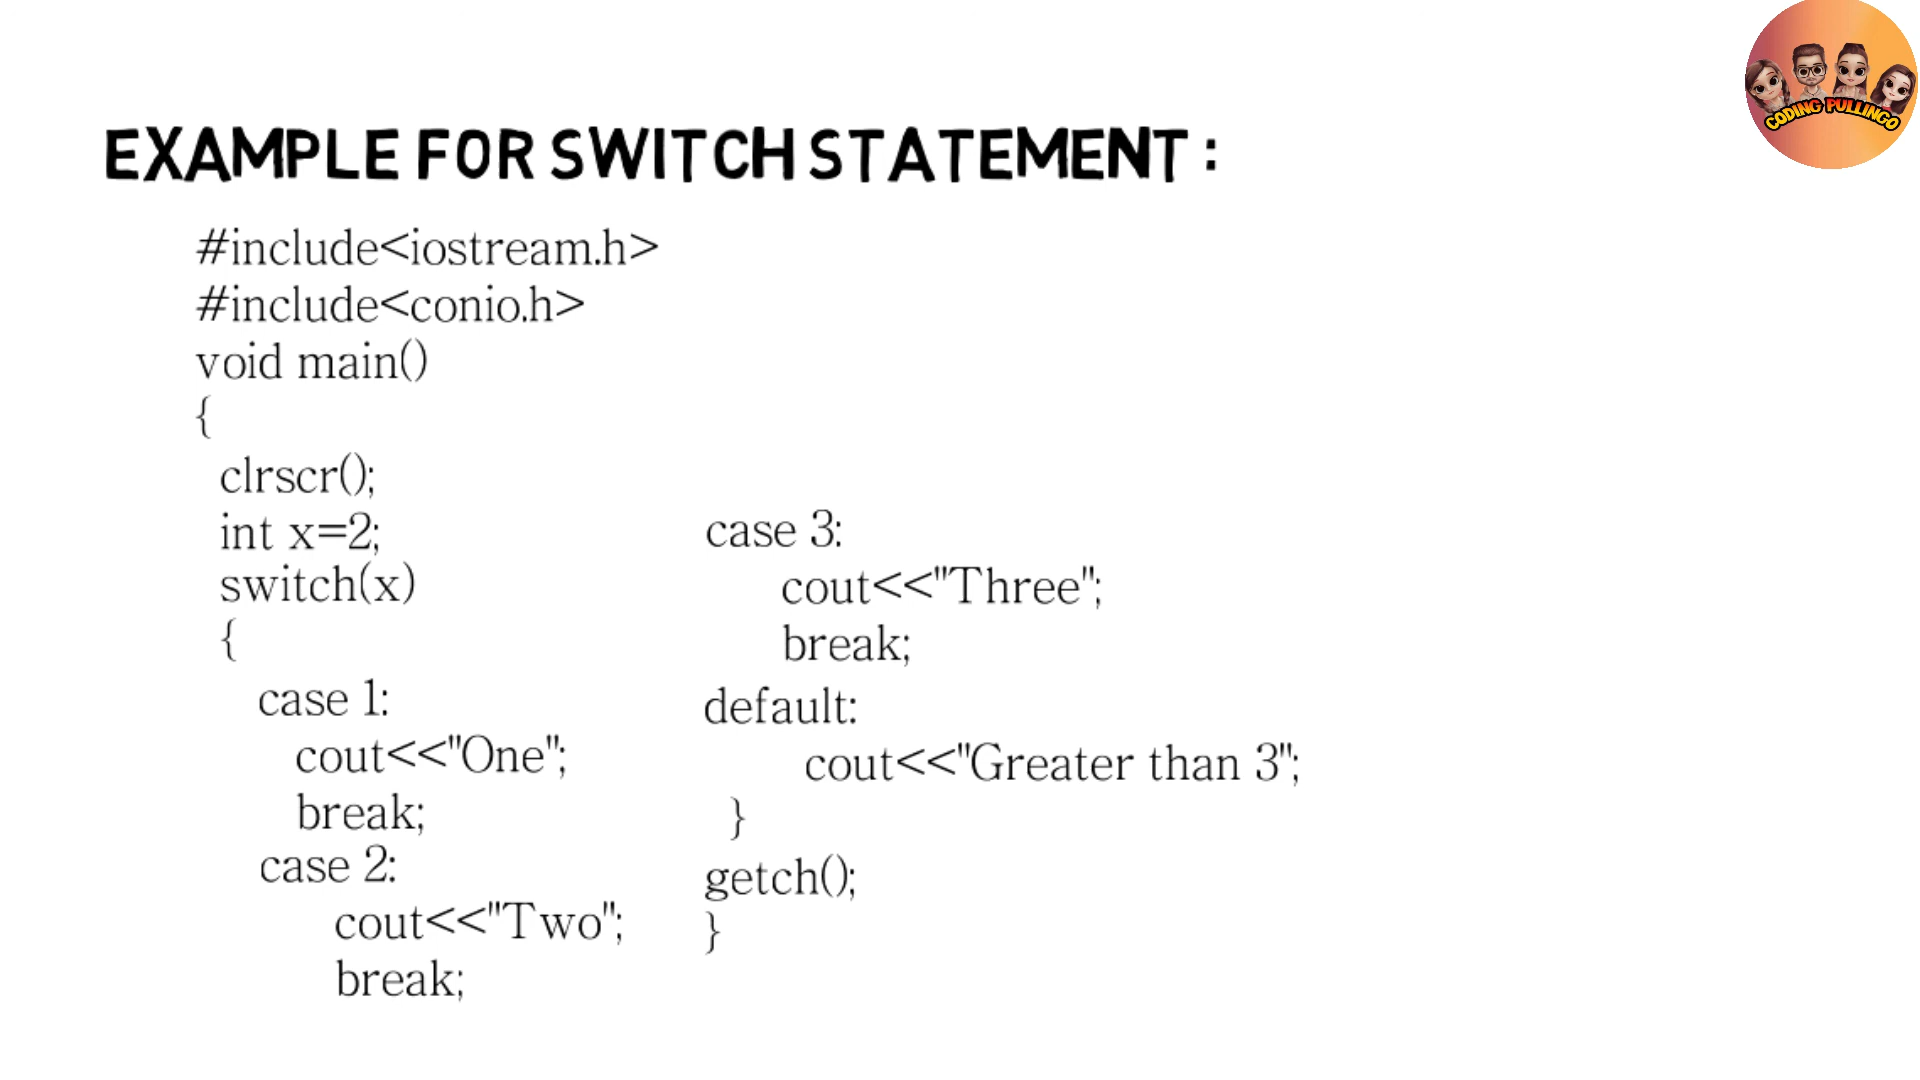 CODING PULLINGO
EXAMPLE FOR SWITCH STATEMENT :
#include<iostream.h>
#include<conio.h>
void main()
{
clrscr();
int x=2;
switch(x)
{
case 1:
cout<<"One";
break;
case 2:
cout<<"Two";
break;
case 3:
cout<<"Three";
break;
default:
cout<<"Greater than 3";
}
getch();
}